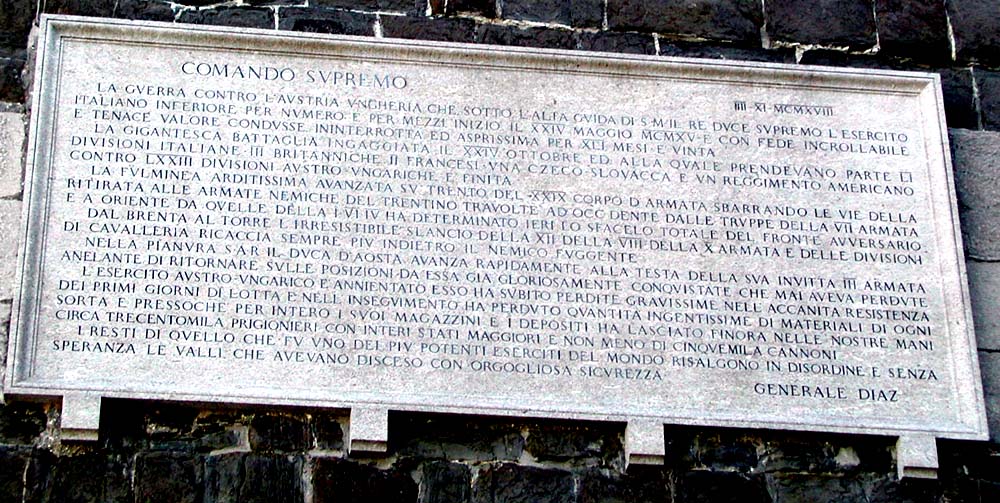 COMANDO SVPREMO
IIII·XI·MCMXVIII
LA GVERRA CONTRO L'AVSTRIA VNGHERIA CHE, SOTTO L'ALTA GVIDA DI S·M·IL RE DVCE SVPREMO L'ESERCITO
ITALIANO INFERIORE PER NVMERO E PER MEZZI INIZIÒ IL XXIV MAGGIO MCMXV E CON FEDE INCROLLABILE
E TENACE VALORE CONDVSSE ININTERROTTA ED ASPRISSIMA PER XLI MESI E VINTA
LA GIGANTESCA BATTAGLIA INGAGGIATA IL XXIV OTTOBRE ED ALLA QVALE PRENDEVANO PARTE LI
DIVISIONI ITALIANE III BRITANNICHE II FRANCESI VNA CZECO-SLOVACCA E VN REGGIMENTO AMERICANO
CONTRO LXXIII DIVISIONI AVSTRO VNGARICHE È FINITA
LA FVLMINEA ARDITISSIMA AVANZATA SV TRENTO DEL XXIX CORPO D'ARMATA SBARRANDO LE VIE DELLA
RITIRATA ALLE ARMATE NEMICHE DEL TRENTINO TRAVOLTE AD OCCIDENTE DALLE TRVPPE DELLA VII ARMATA
E A ORIENTE DA QVELLE DELLA I VI IV HA DETERMINATO IERI LO SFACELO TOTALE DEL FRONTE AVVERSARIO
DAL BRENTA AL TORRE L'IRRESISTIBILE SLANCIO DELLA XII DELLA VIII DELLA X ARMATA E DELLE DIVISIONI
DI CAVALLERIA RICACCIA SEMPRE PIV INDIETRO IL NEMICO FVGGENTE
NELLA PIANVRA S·A·R· IL DVCA D'AOSTA AVANZA RAPIDAMENTE ALLA TESTA DELLA SVA INVITTA III ARMATA
ANELANTE DI RITORNARE SVLLE POSIZIONI DA ESSA GIÀ GLORIOSAMENTE CONQVISTATE CHE MAI AVEVA PERDVTE
L'ESERCITO AVSTRO-VNGARICO È ANNIENTATO ESSO HA SVBITO PERDITE GRAVISSIME NELLE ACCANITA RESISTENZA
DEI PRIMI GIORNI DI LOTTA E NELL'INSEGVIMENTO HA PERDVTO QVANTITÀ INGENTISSIME DI MATERIALI DI OGNI
SORTA E PRESSOCHÈ PER INTERO I SVOI MAGAZZINI E I DEPOSITI HA LASCIATO FINORA NELLE NOSTRE MANI
CIRCA TRECENTOMILA PRIGIONIERI CON INTERI STATI MAGGIORI E NON MENO DI CINQVEMILA CANNONI
I RESTI DI QVELLO CHE FV VNO DEI PIV POTENTI ESERCITI DEL MONDO RISALGONO IN DISORDINE E SENZA
SPERANZA LE VALLI CHE AVEVANO DISCESO CON ORGOGLIOSA SICVREZZA
GENERALE DIAZ